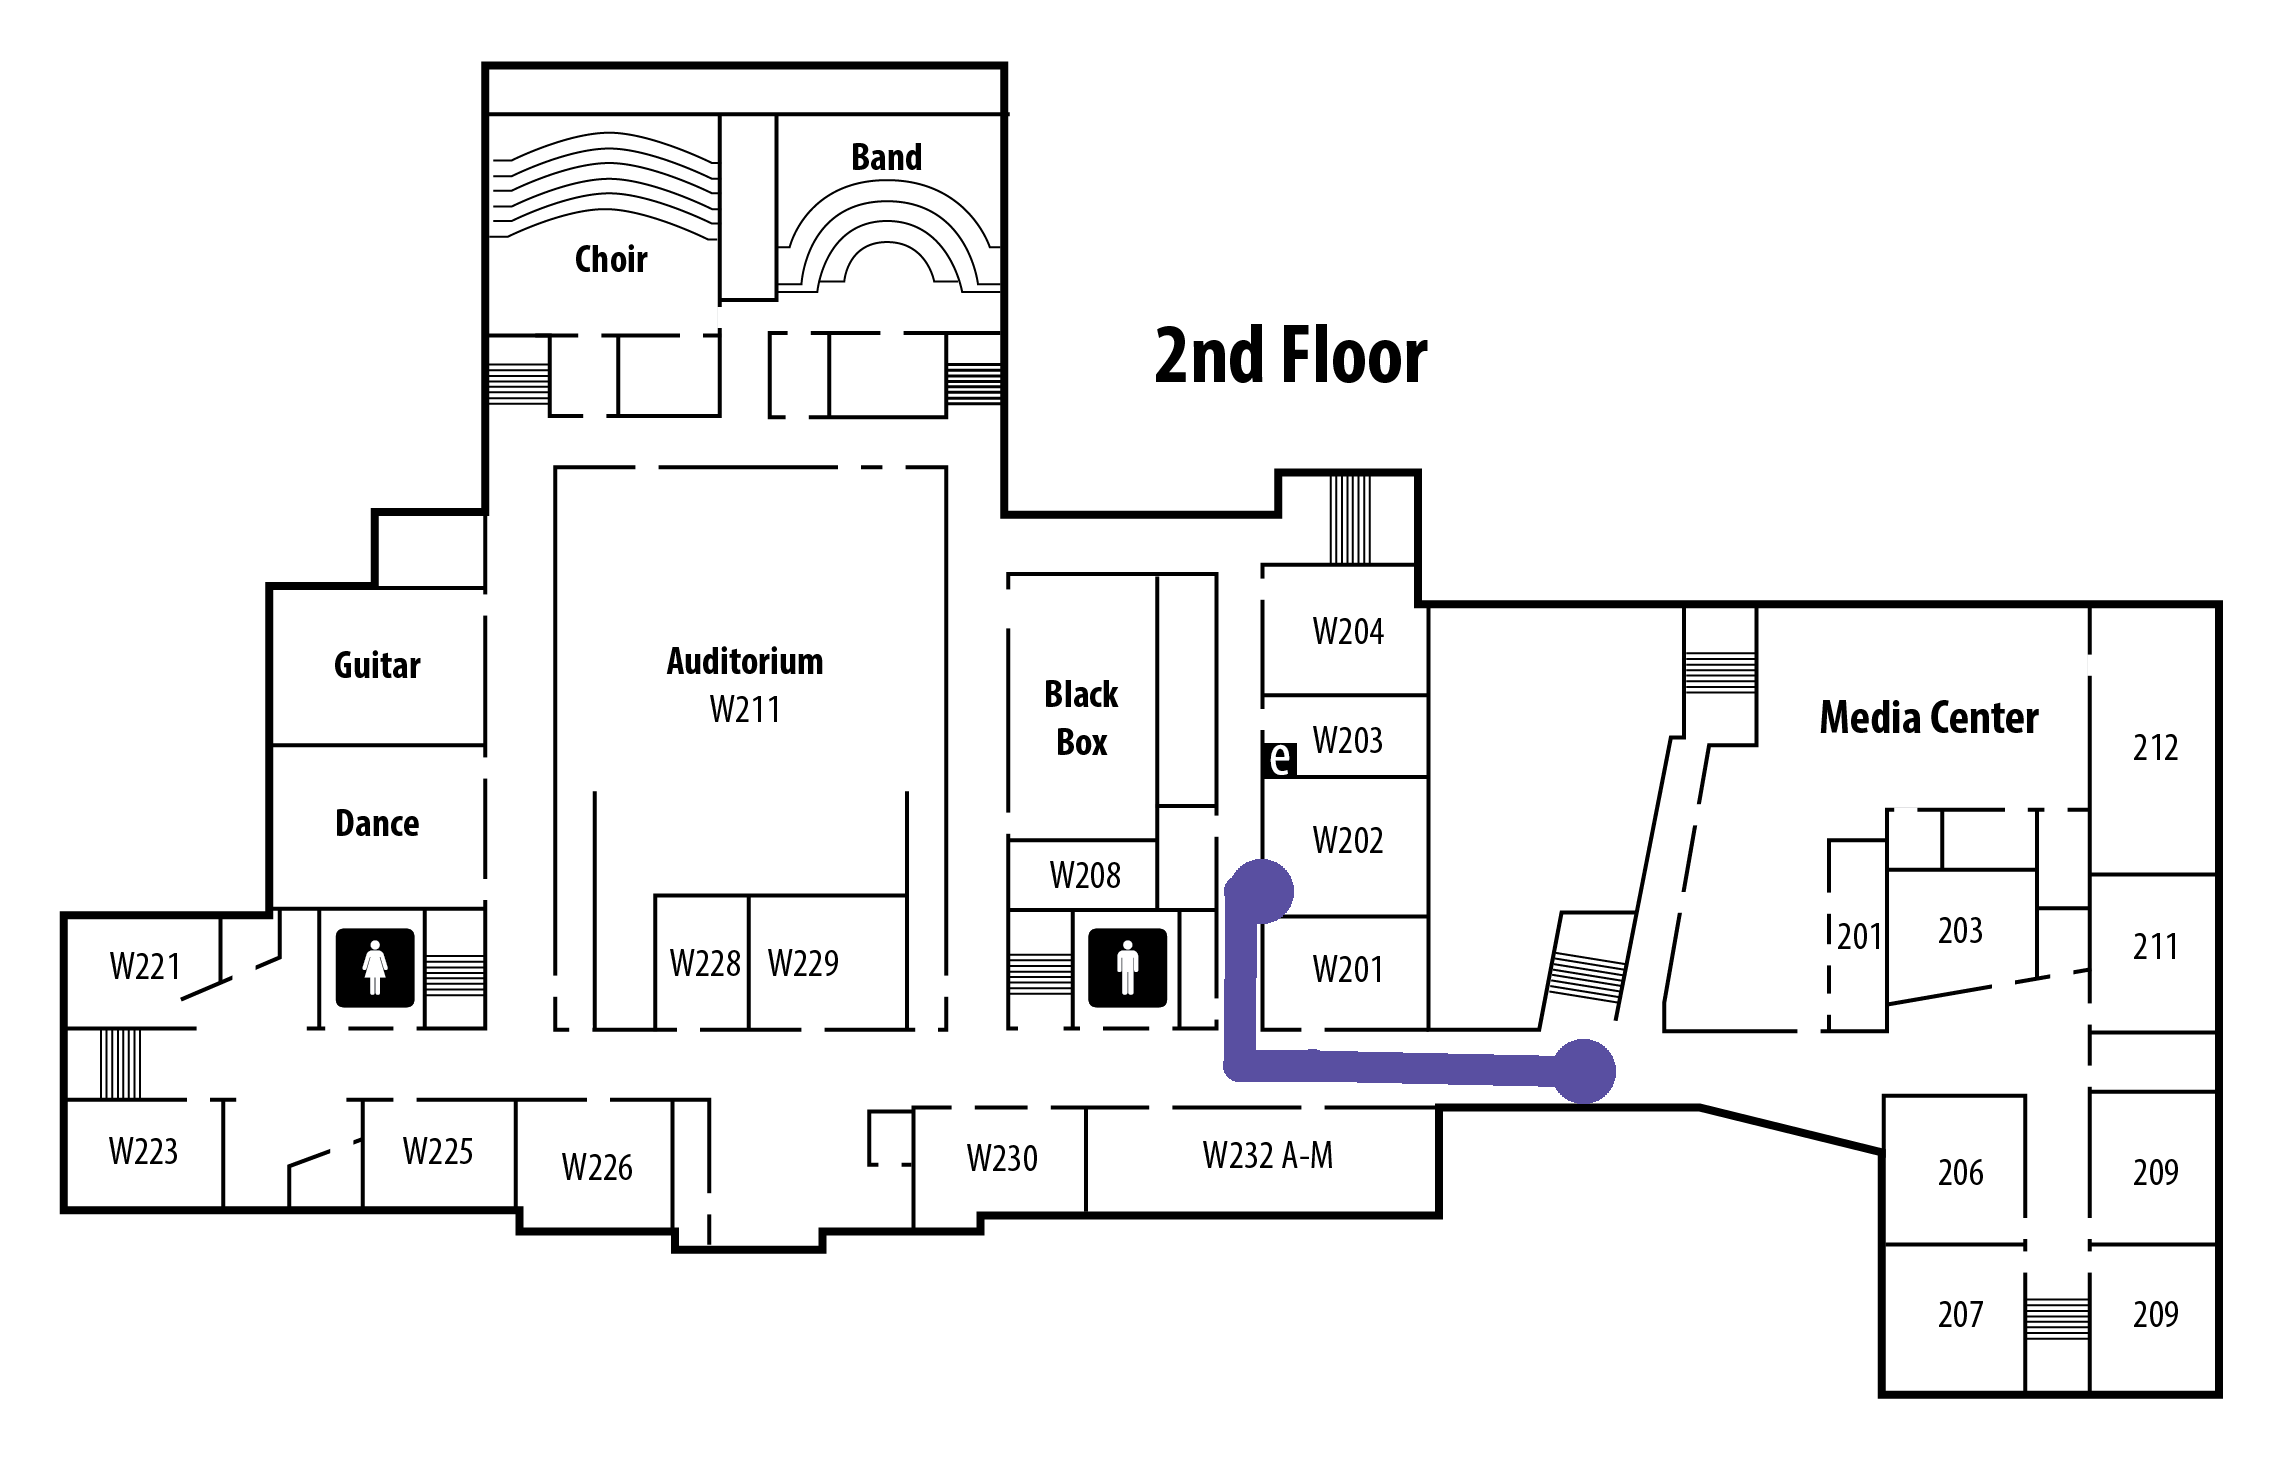 Band
Choir
2nd Floor
W204
Guitar
Auditorium
W211
Black
Box
W203
e
Media Center
212
Dance
W202
W208
W221
W228
W229
W201
201
203
211
W223
W225
W226
W230
W232 A-M
206
209
207
209